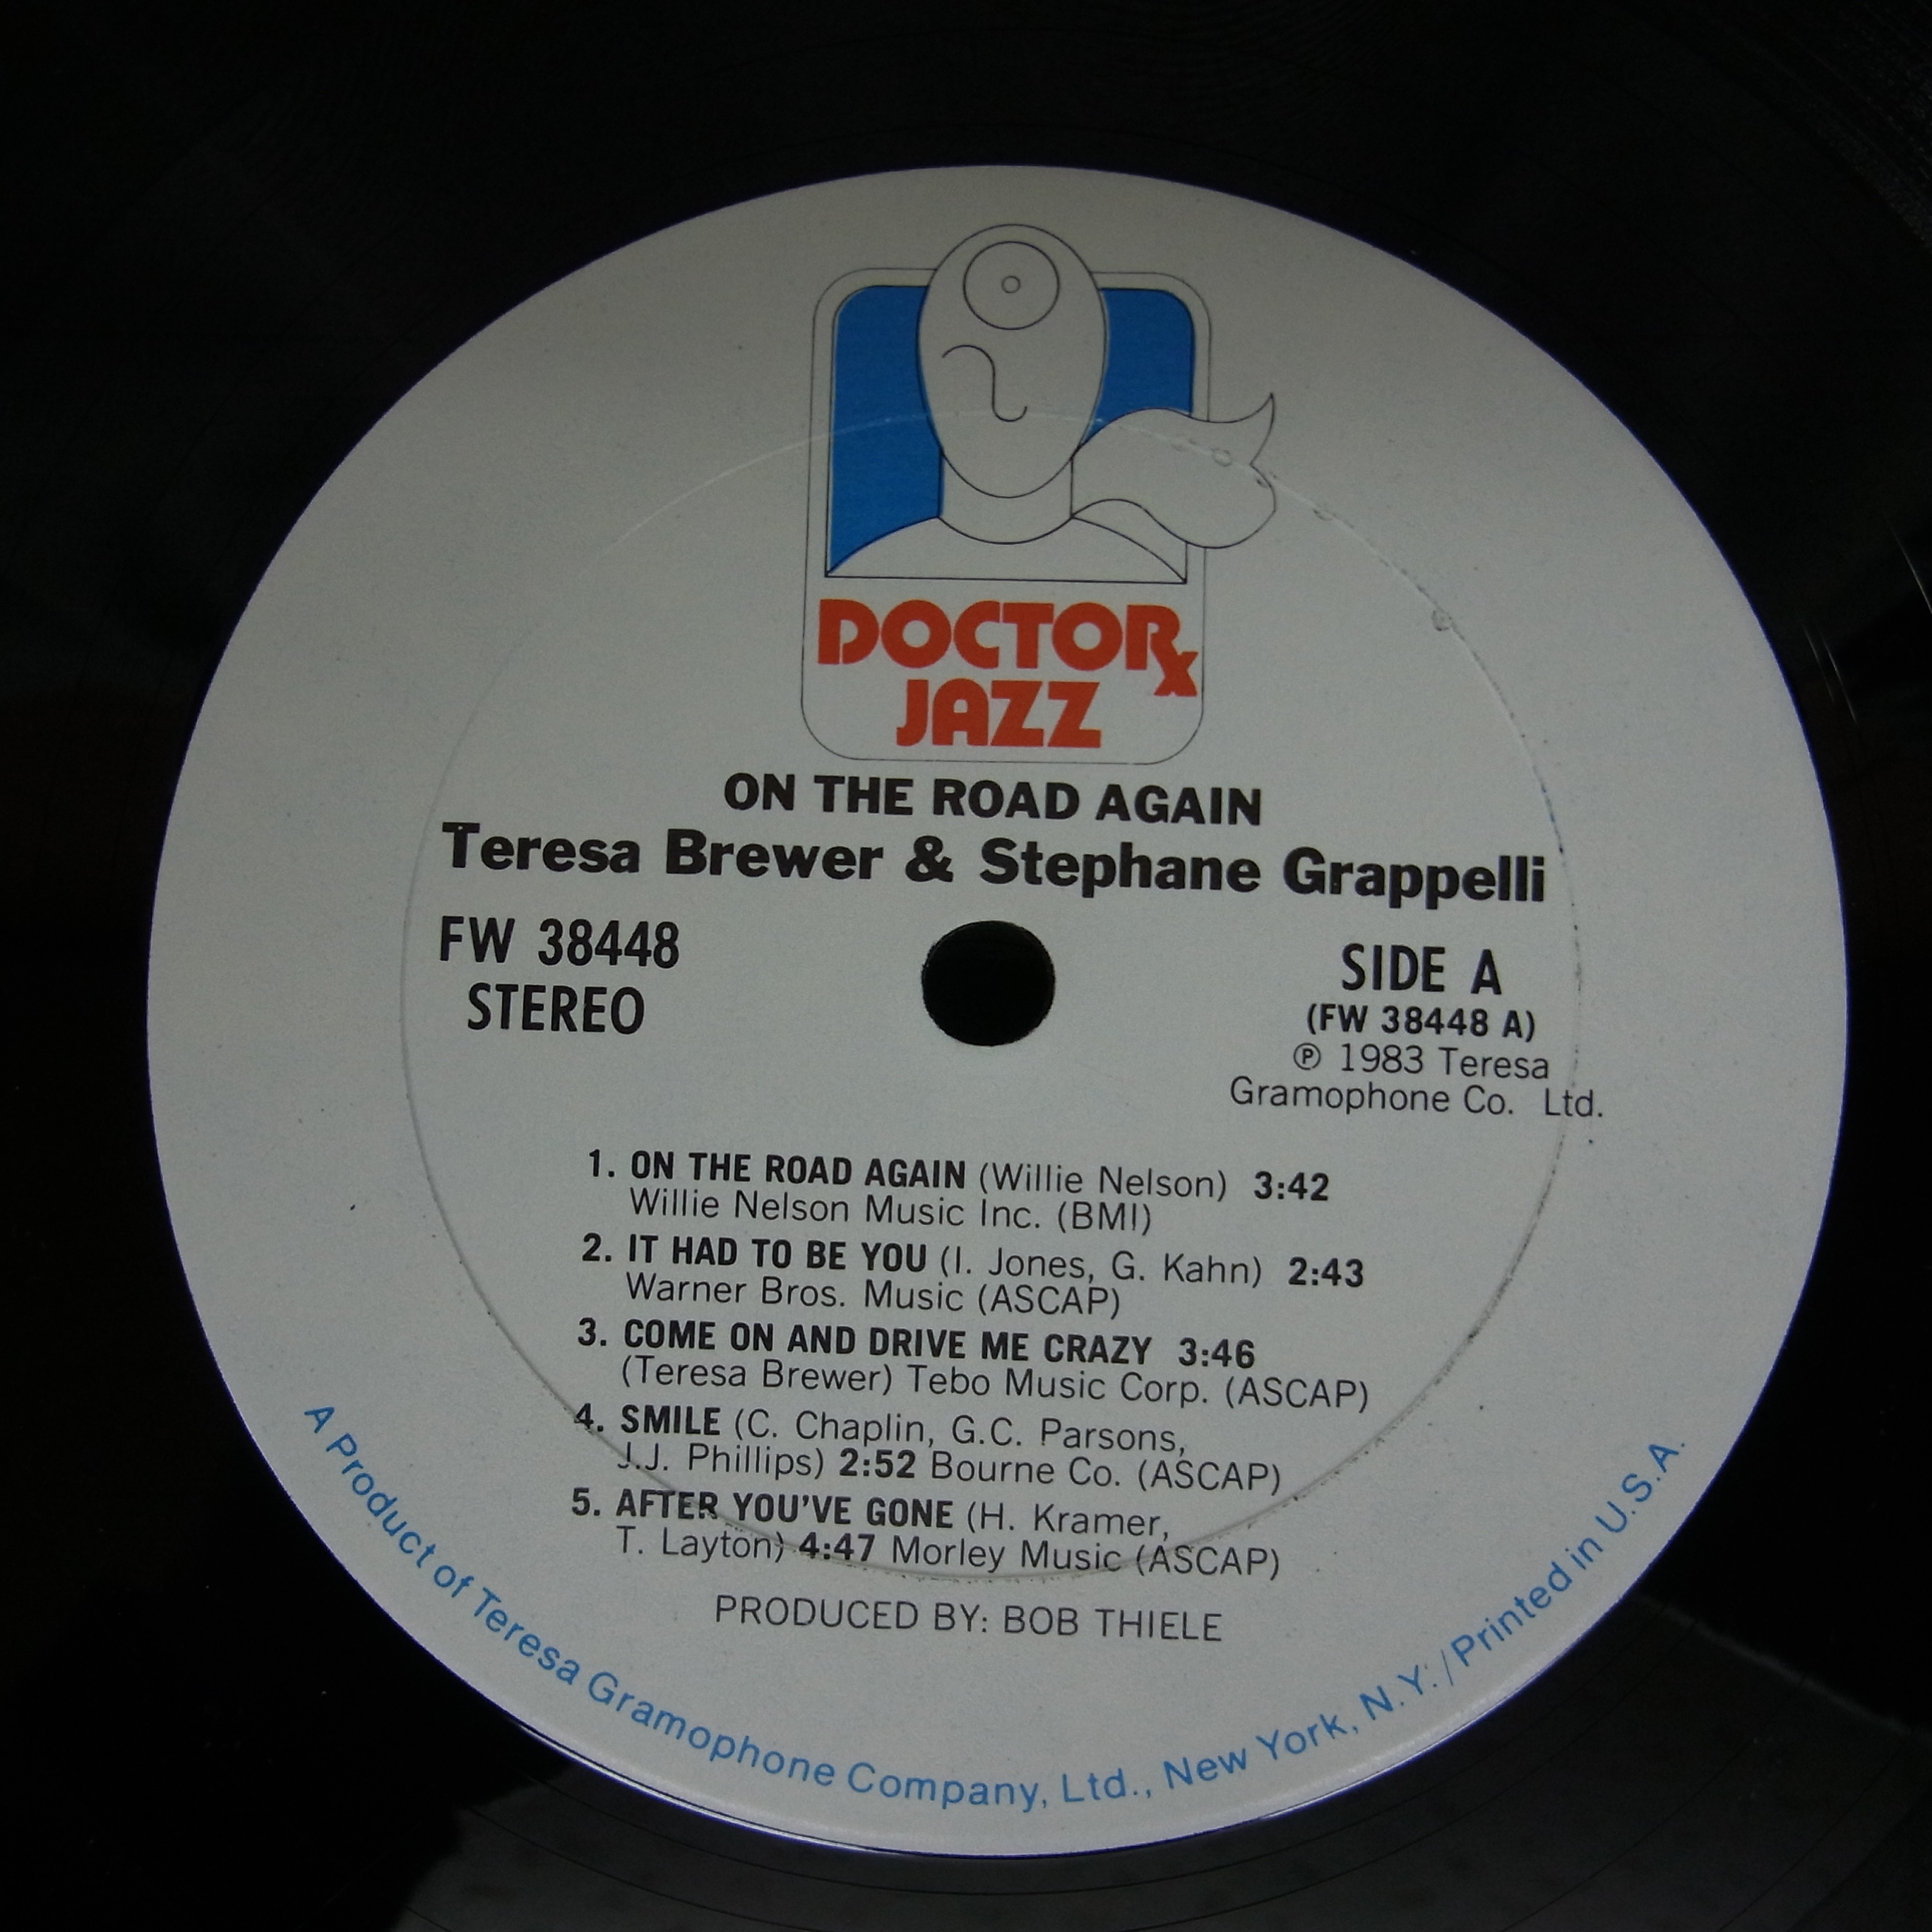 DOCTOR
JAZZ
ON THE ROAD AGAIN
Teresa Brewer & Stephane Grappelli
FW 38448
STEREO
SIDE A
(FW 38448 A)
℗ 1983 Teresa
Gramophone Co. Ltd.
1. ON THE ROAD AGAIN (Willie Nelson) 3:42
Willie Nelson Music Inc. (BMI)
2. IT HAD TO BE YOU (I. Jones, G. Kahn) 2:43
Warner Bros. Music (ASCAP)
3. COME ON AND DRIVE ME CRAZY 3:46
(Teresa Brewer) Tebo Music Corp. (ASCAP)
4. SMILE (C. Chaplin, G.C. Parsons,
J.J. Phillips) 2:52 Bourne Co. (ASCAP)
5. AFTER YOU'VE GONE (H. Kramer,
T. Layton) 4:47 Morley Music (ASCAP)
PRODUCED BY: BOB THIELE
A Product of Teresa Gramophone Company, Ltd., New York, N.Y./Printed in U.S.A.